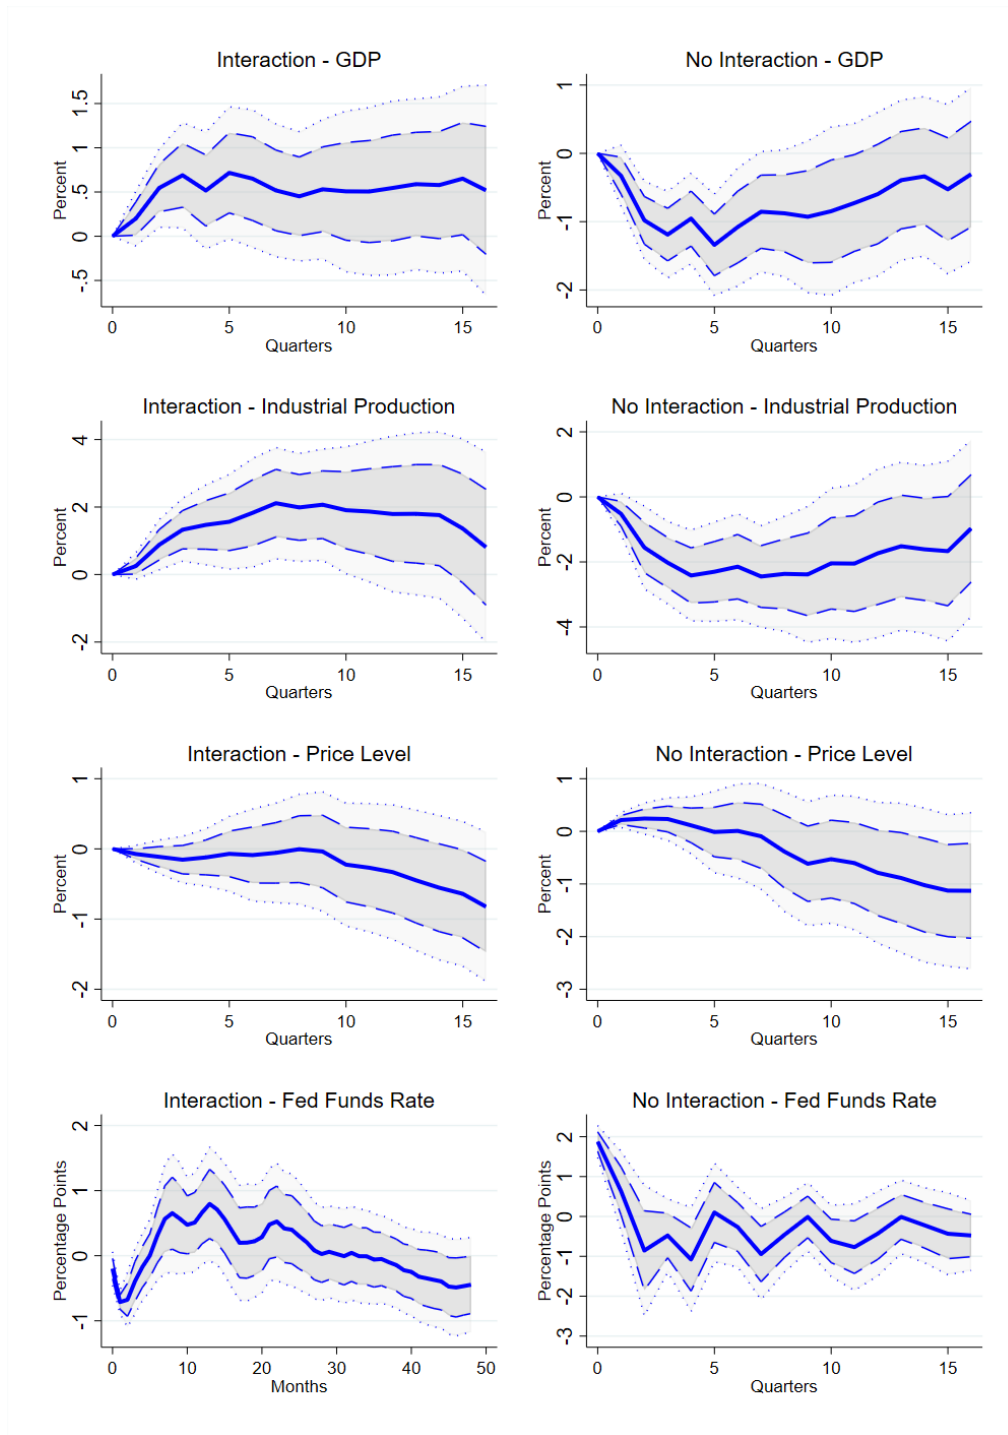 Interaction - GDP
Percent
1.5
1
.5
0
-.5
0 5 10 15
Quarters
No Interaction - GDP
Percent
1
0
-1
-2
0 5 10 15
Quarters
Interaction - Industrial Production
Percent
4
2
0
-2
0 5 10 15
Quarters
No Interaction - Industrial Production
Percent
2
0
-2
-4
0 5 10 15
Quarters
Interaction - Price Level
Percent
1
0
-1
-2
0 5 10 15
Quarters
No Interaction - Price Level
Percent
1
0
-1
-2
-3
0 5 10 15
Quarters
Interaction - Fed Funds Rate
Percentage Points
2
1
0
-1
0 10 20 30 40 50
Months
No Interaction - Fed Funds Rate
Percentage Points
2
1
0
-1
-2
-3
0 5 10 15
Quarters